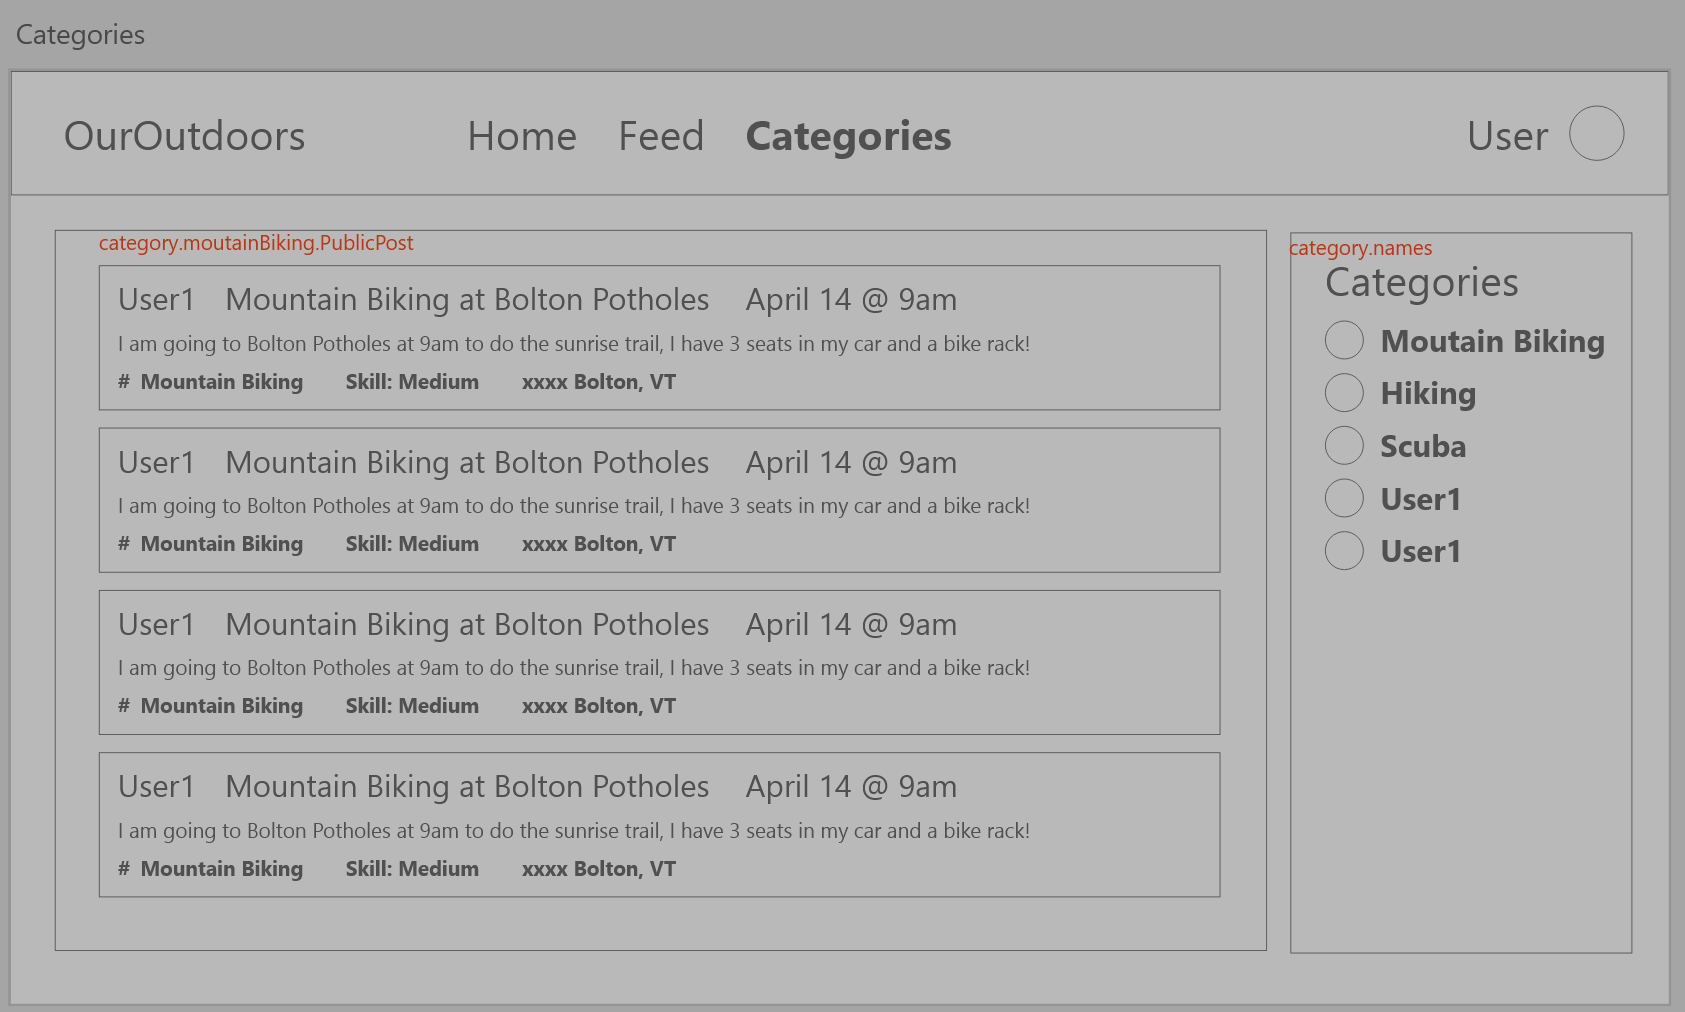 Categories
OurOutdoors Home Feed Categories User
category.moutainBiking.PublicPost
User1 Mountain Biking at Bolton Potholes April 14 @ 9am
I am going to Bolton Potholes at 9am to do the sunrise trail, I have 3 seats in my car and a bike rack!
# Mountain Biking Skill: Medium xxxx Bolton, VT
User1 Mountain Biking at Bolton Potholes April 14 @ 9am
I am going to Bolton Potholes at 9am to do the sunrise trail, I have 3 seats in my car and a bike rack!
# Mountain Biking Skill: Medium xxxx Bolton, VT
User1 Mountain Biking at Bolton Potholes April 14 @ 9am
I am going to Bolton Potholes at 9am to do the sunrise trail, I have 3 seats in my car and a bike rack!
# Mountain Biking Skill: Medium xxxx Bolton, VT
User1 Mountain Biking at Bolton Potholes April 14 @ 9am
I am going to Bolton Potholes at 9am to do the sunrise trail, I have 3 seats in my car and a bike rack!
# Mountain Biking Skill: Medium xxxx Bolton, VT
category.names
Categories
Moutain Biking
Hiking
Scuba
User1
User1